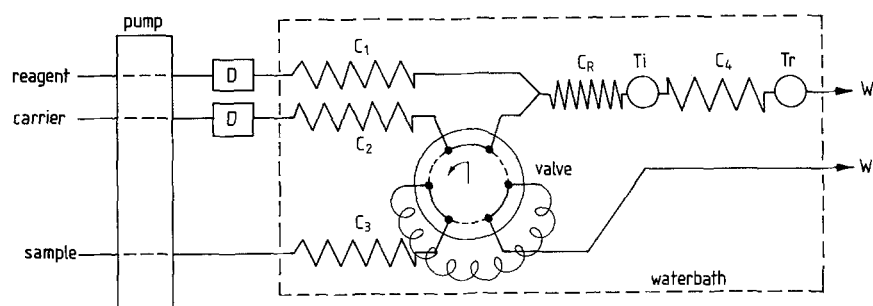 pump
reagent
D
C1
CR
Ti
C4
Tr
W
carrier
D
C2
valve
W
sample
C3
waterbath